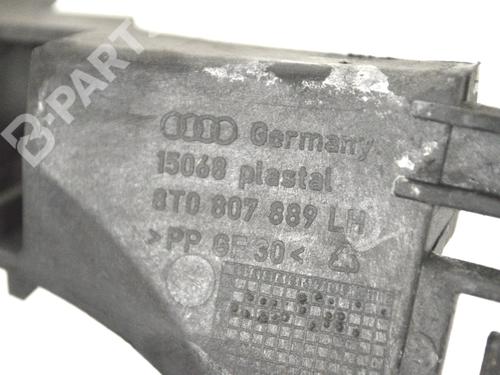 B-PARTS
Germany
15068 plastal
8T0 807 889 LH
>PP GF30<